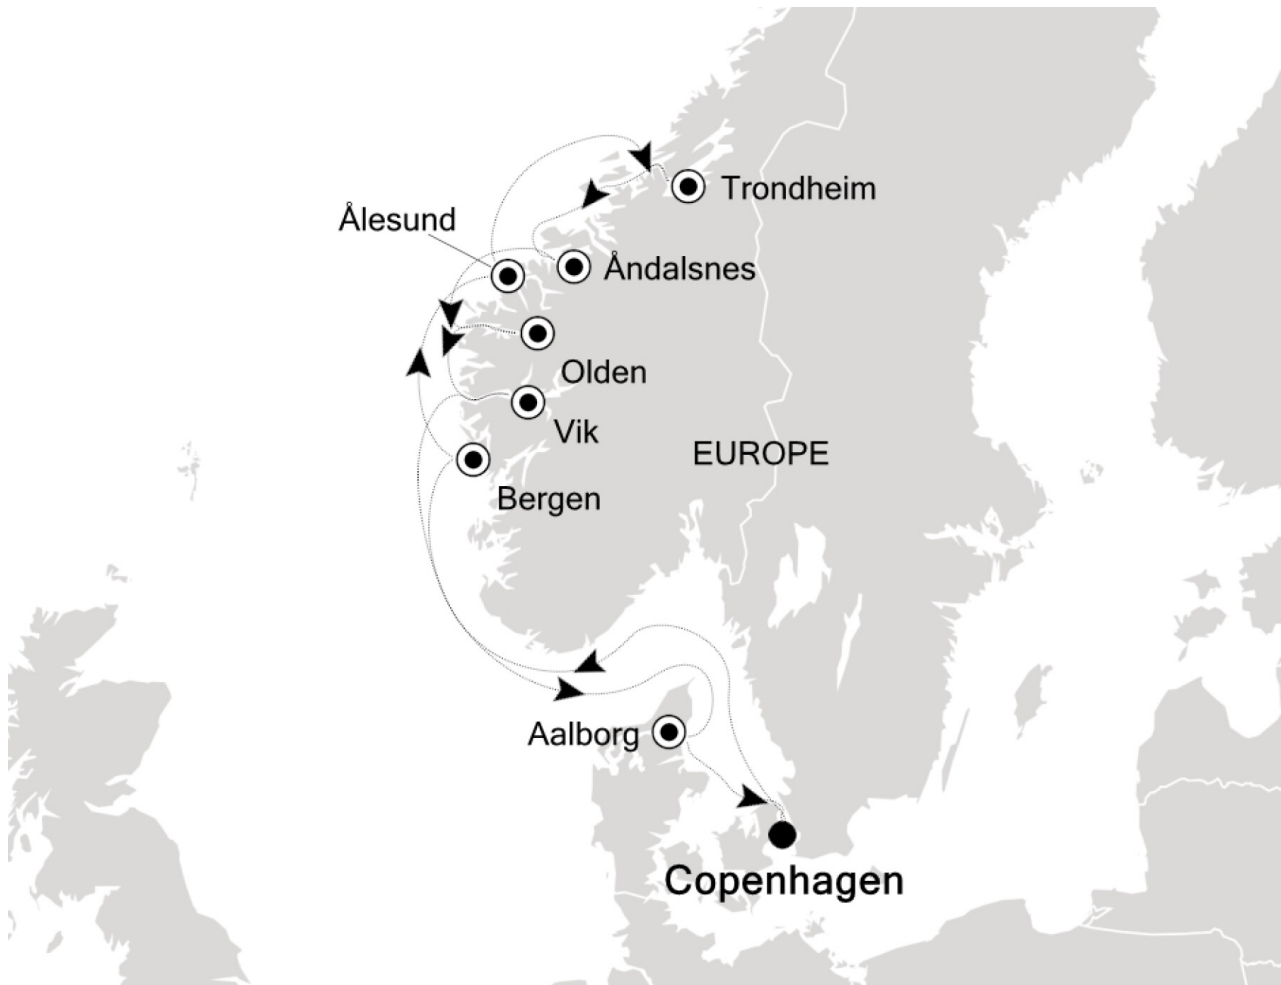 Trondheim
Ålesund
Åndalsnes
Olden
Vik
EUROPE
Bergen
Aalborg
Copenhagen